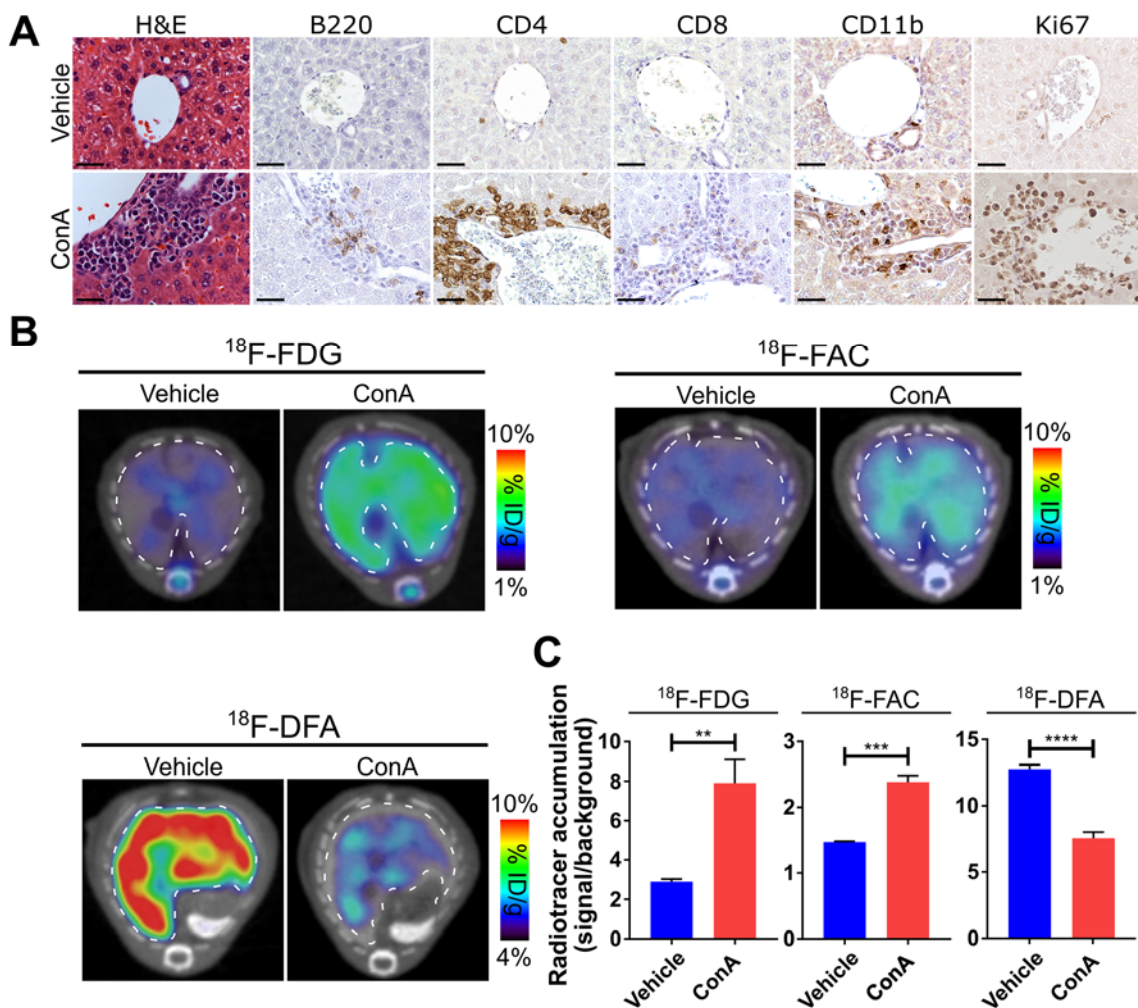 A
H&E B220 CD4 CD8 CD11b Ki67
Vehicle
ConA
B
¹⁸F-FDG
Vehicle ConA
10%
% ID/g
1%
¹⁸F-FAC
Vehicle ConA
10%
% ID/g
1%
¹⁸F-DFA
Vehicle ConA
10%
% ID/g
4%
C
Radiotracer accumulation
(signal/background)
¹⁸F-FDG
**
10
8
6
4
2
0
Vehicle ConA
¹⁸F-FAC
***
3
2
1
0
Vehicle ConA
¹⁸F-DFA
****
15
10
5
0
Vehicle ConA